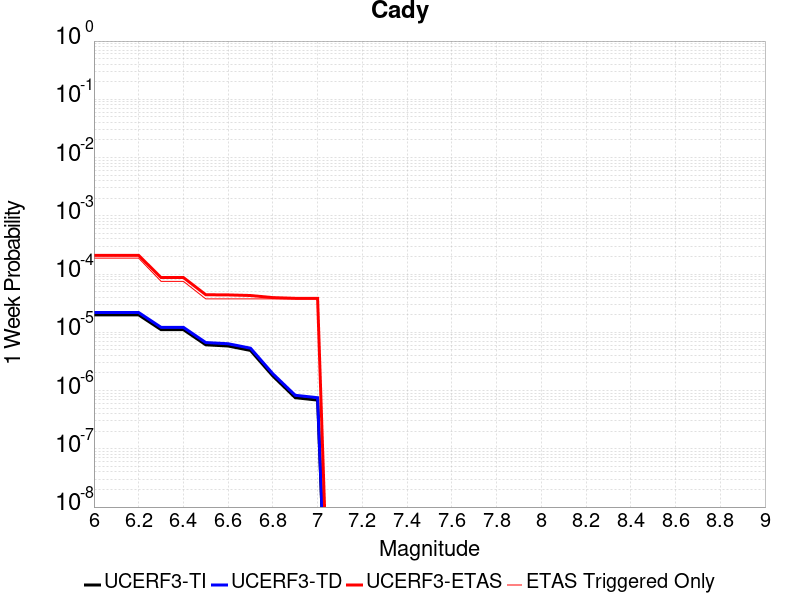 Cady
10^0
10^-1
10^-2
10^-3
10^-4
10^-5
10^-6
10^-7
10^-8
1 Week Probability
6 6.2 6.4 6.6 6.8 7 7.2 7.4 7.6 7.8 8 8.2 8.4 8.6 8.8 9
Magnitude
UCERF3-TI UCERF3-TD UCERF3-ETAS ETAS Triggered Only